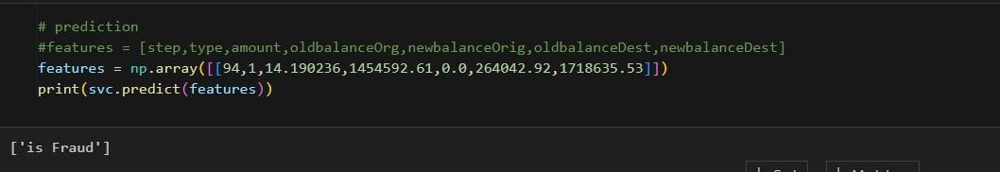 # prediction
#features = [step,type,amount,oldbalanceOrg,newbalanceOrig,oldbalanceDest,newbalanceDest]
features = np.array([[94,1,14.190236,1454592.61,0.0,264042.92,1718635.53]])
print(svc.predict(features))
['is Fraud']